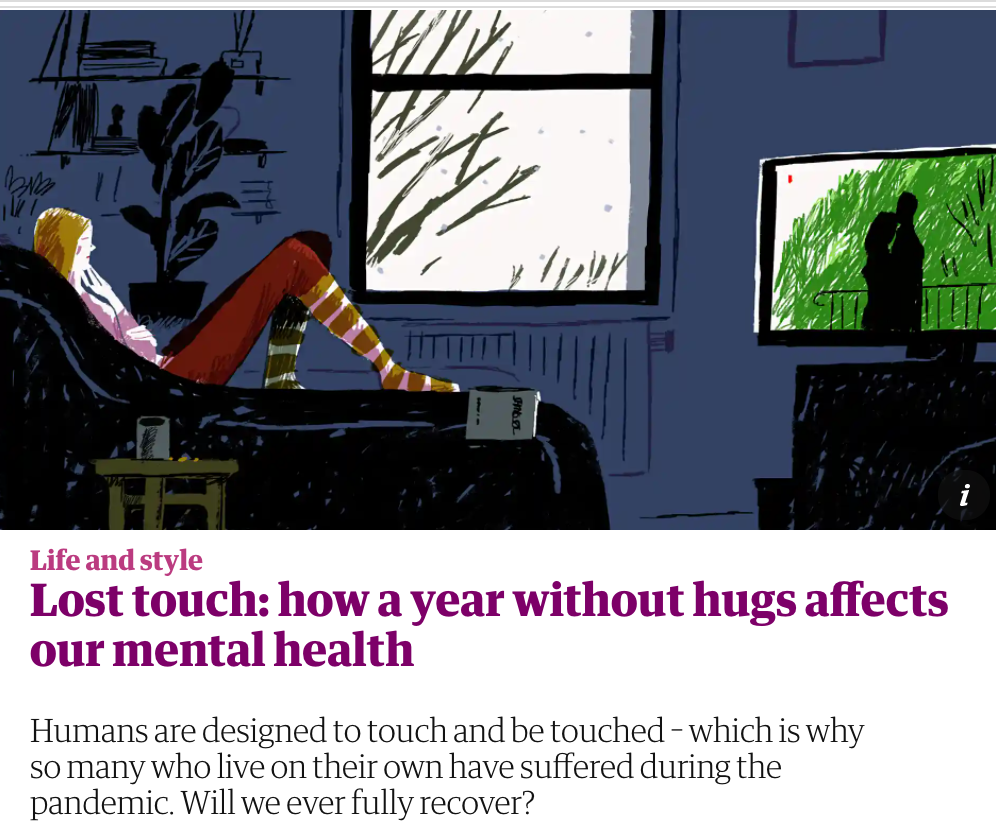 Life and style
Lost touch: how a year without hugs affects
our mental health
Humans are designed to touch and be touched – which is why
so many who live on their own have suffered during the
pandemic. Will we ever fully recover?
i